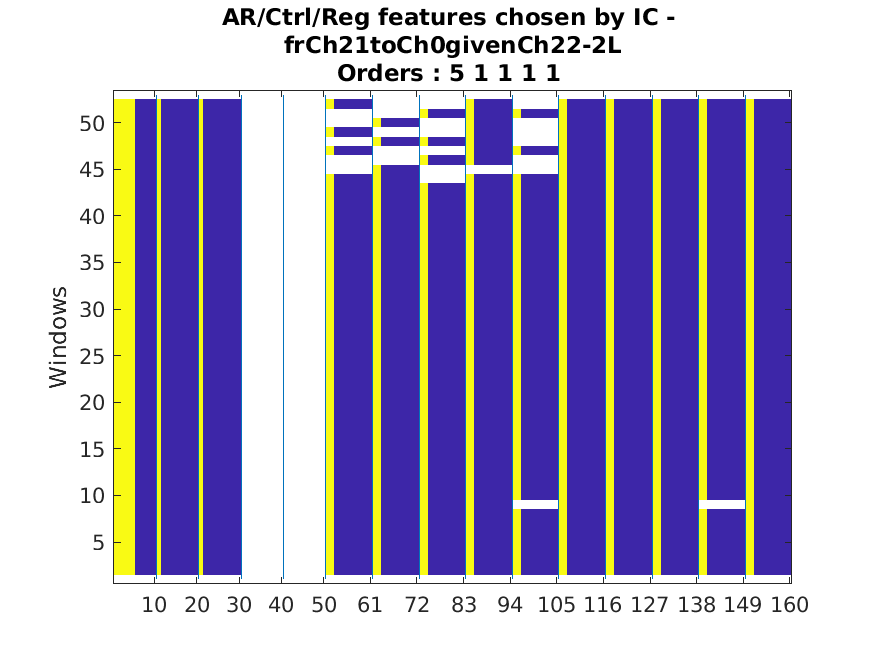 AR/Ctrl/Reg features chosen by IC -
frCh21toCh0givenCh22-2L
Orders : 5 1 1 1 1
50
45
40
35
30
25
20
15
10
5
Windows
10 20 30 40 50 61 72 83 94 105 116 127 138 149 160